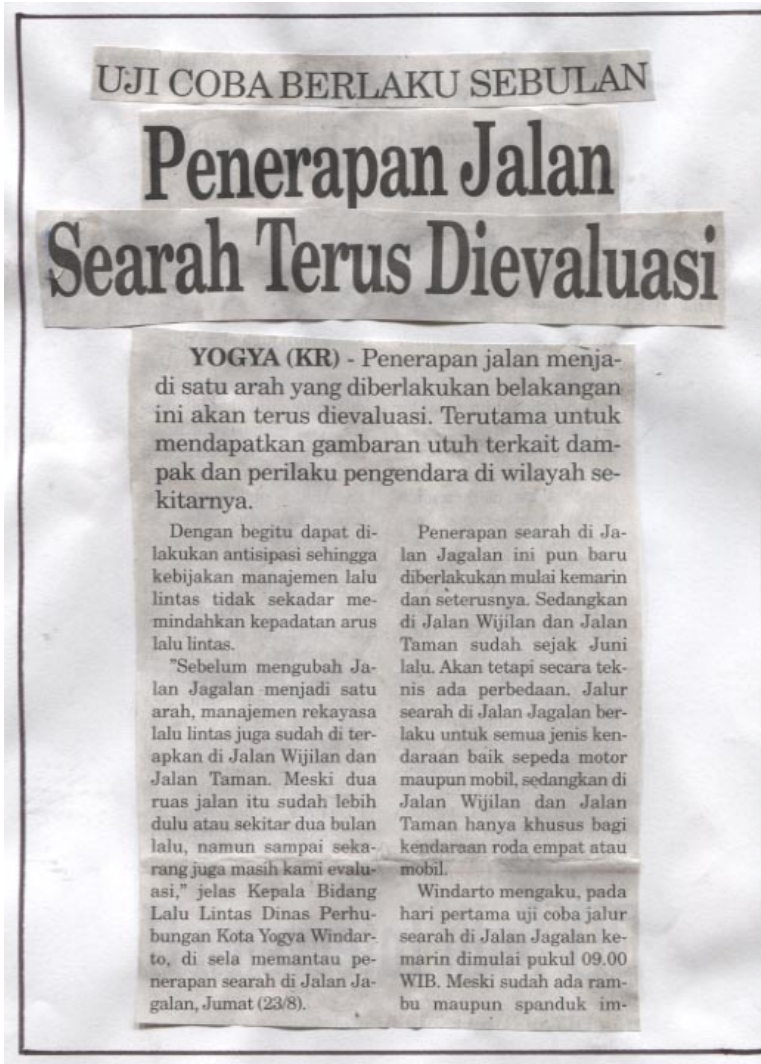 UJI COBA BERLAKU SEBULAN
Penerapan Jalan
Searah Terus Dievaluasi
YOGYA (KR) - Penerapan jalan menja-
di satu arah yang diberlakukan belakangan
ini akan terus dievaluasi. Terutama untuk
mendapatkan gambaran utuh terkait dam-
pak dan perilaku pengendara di wilayah se-
kitarnya.
Dengan begitu dapat di-
lakukan antisipasi sehingga
kebijakan manajemen lalu
lintas tidak sekadar me-
mindahkan kepadatan arus
lalu lintas.
"Sebelum mengubah Ja-
lan Jagalan menjadi satu
arah, manajemen rekayasa
lalu lintas juga sudah di ter-
apkan di Jalan Wijilan dan
Jalan Taman. Meski dua
ruas jalan itu sudah lebih
dulu atau sekitar dua bulan
lalu, namun sampai seka-
rang juga masih kami evalu-
asi," jelas Kepala Bidang
Lalu Lintas Dinas Perhu-
bungan Kota Yogya Windar-
to, di sela memantau pe-
nerapan searah di Jalan Ja-
galan, Jumat (23/8).
Penerapan searah di Ja-
lan Jagalan ini pun baru
diberlakukan mulai kemarin
dan seterusnya. Sedangkan
di Jalan Wijilan dan Jalan
Taman sudah sejak Juni
lalu. Akan tetapi secara tek-
nis ada perbedaan. Jalur
searah di Jalan Jagalan ber-
laku untuk semua jenis ken-
daraan baik sepeda motor
maupun mobil, sedangkan di
Jalan Wijilan dan Jalan
Taman hanya khusus bagi
kendaraan roda empat atau
mobil.
Windarto mengaku, pada
hari pertama uji coba jalur
searah di Jalan Jagalan ke-
marin dimulai pukul 09.00
WIB. Meski sudah ada ram-
bu maupun spanduk im-